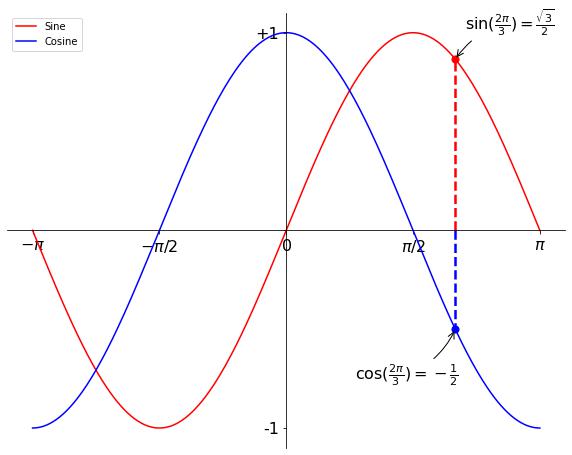 Sine
Cosine
sin(2π/3) = √3/2
+1
−π
−π/2
0
π/2
π
cos(2π/3) = −1/2
-1